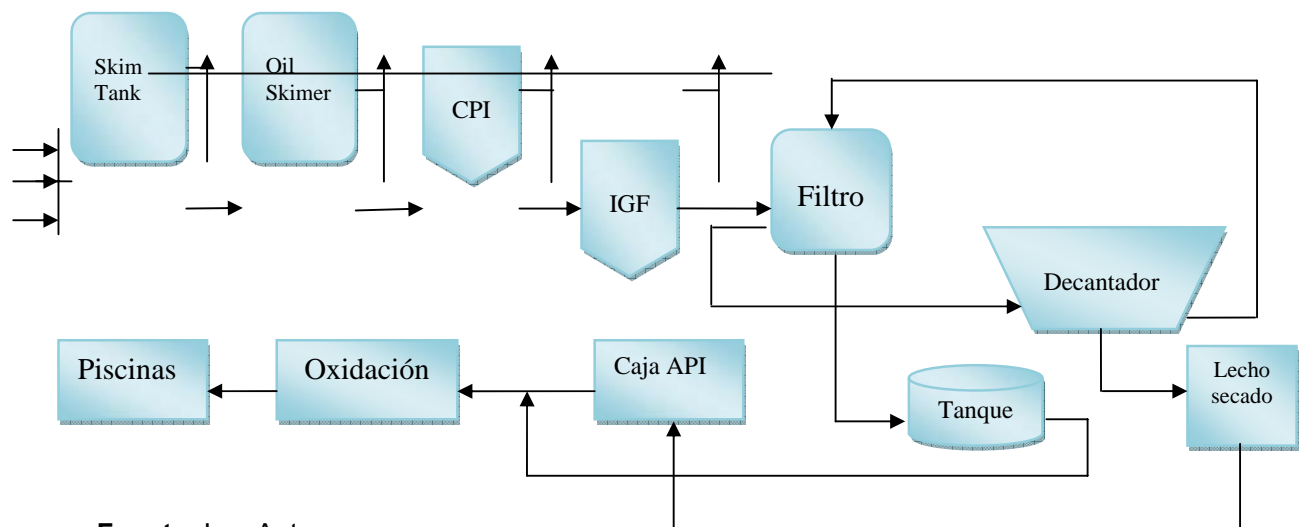 Skim
Tank
Oil
Skimer
CPI
IGF
Filtro
Decantador
Piscinas
Oxidación
Caja API
Tanque
Lecho
secado